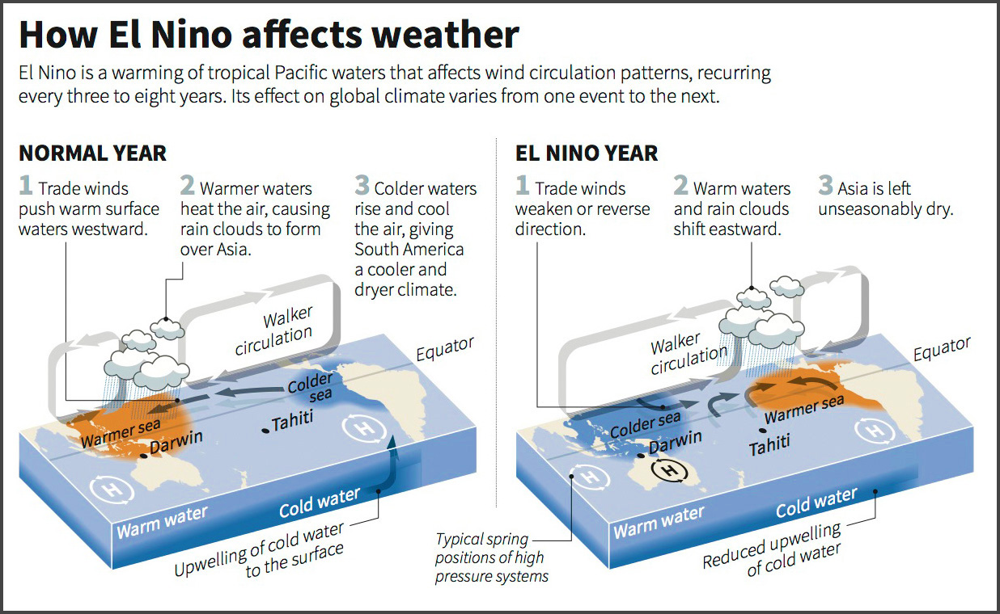 How El Nino affects weather
El Nino is a warming of tropical Pacific waters that affects wind circulation patterns, recurring
every three to eight years. Its effect on global climate varies from one event to the next.
NORMAL YEAR
1 Trade winds
push warm surface
waters westward.
2 Warmer waters
heat the air, causing
rain clouds to form
over Asia.
3 Colder waters
rise and cool
the air, giving
South America
a cooler and
dryer climate.
Walker
circulation
Equator
Colder
sea
Warmer sea
Tahiti
Darwin
H
H
Warm water
Cold water
Upwelling of cold water
to the surface
EL NINO YEAR
1 Trade winds
weaken or reverse
direction.
2 Warm waters
and rain clouds
shift eastward.
3 Asia is left
unseasonably dry.
Walker
circulation
Equator
Colder sea
Warmer sea
Darwin
Tahiti
H
H
H
Warm water
Cold water
Typical spring
positions of high
pressure systems
Reduced upwelling
of cold water